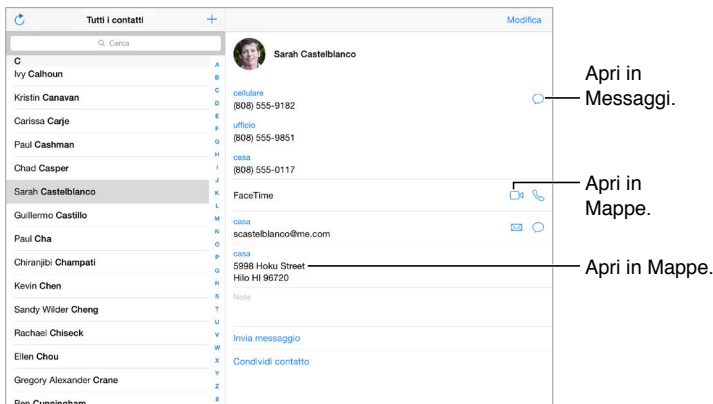 Tutti i contatti
Cerca
C
Ivy Calhoun
Kristin Canavan
Carissa Carje
Paul Cashman
Chad Casper
Sarah Castelblanco
Guillermo Castillo
Paul Cha
Chiranjibi Champati
Kevin Chen
Sandy Wilder Cheng
Rachael Chiseck
Ellen Chou
Gregory Alexander Crane
Ben Cunningham
A
B
C
D
E
F
G
H
I
J
K
L
M
N
O
P
Q
R
S
T
U
V
W
X
Y
Z
#
Modifica
Sarah Castelblanco
cellulare
(808) 555-9182
ufficio
(808) 555-9851
casa
(808) 555-0117
FaceTime
casa
scastelblanco@me.com
casa
5998 Hoku Street
Hilo HI 96720
Note
Invia messaggio
Condividi contatto
Apri in
Messaggi.
Apri in
Mappe.
Apri in Mappe.